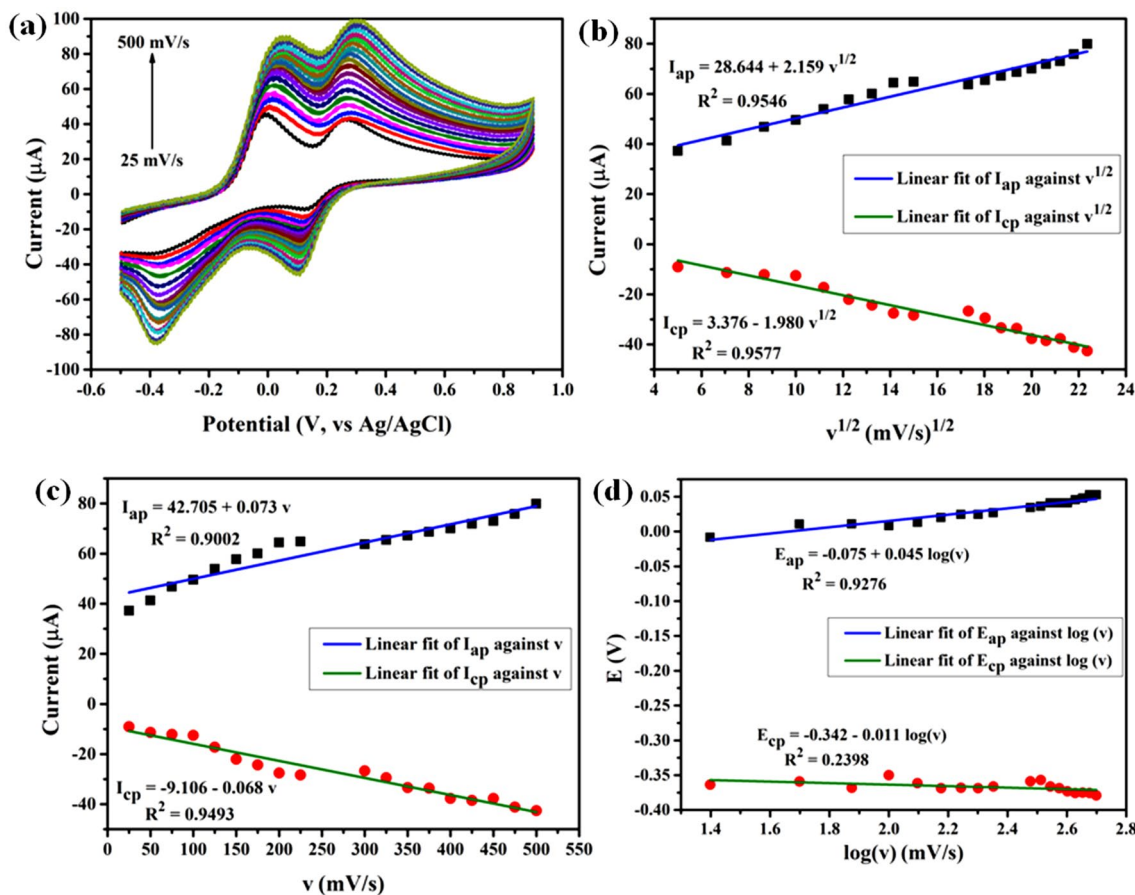 (a)
500 mV/s
25 mV/s
100
80
60
40
20
0
-20
-40
-60
-80
-100
Current (µA)
-0.6 -0.4 -0.2 0.0 0.2 0.4 0.6 0.8 1.0
Potential (V, vs Ag/AgCl)
(b)
I_ap = 28.644 + 2.159 v^1/2
R^2 = 0.9546
Linear fit of I_ap against v^1/2
Linear fit of I_cp against v^1/2
I_cp = 3.376 - 1.980 v^1/2
R^2 = 0.9577
80
60
40
20
0
-20
-40
Current (µA)
4 6 8 10 12 14 16 18 20 22 24
v^1/2 (mV/s)^1/2
(c)
I_ap = 42.705 + 0.073 v
R^2 = 0.9002
Linear fit of I_ap against v
Linear fit of I_cp against v
I_cp = -9.106 - 0.068 v
R^2 = 0.9493
80
60
40
20
0
-20
-40
Current (µA)
0 50 100 150 200 250 300 350 400 450 500 550
v (mV/s)
(d)
E_ap = -0.075 + 0.045 log(v)
R^2 = 0.9276
Linear fit of E_ap against log (v)
Linear fit of E_cp against log (v)
E_cp = -0.342 - 0.011 log(v)
R^2 = 0.2398
0.05
0.00
-0.05
-0.10
-0.15
-0.20
-0.25
-0.30
-0.35
-0.40
E (V)
1.4 1.6 1.8 2.0 2.2 2.4 2.6 2.8
log(v) (mV/s)